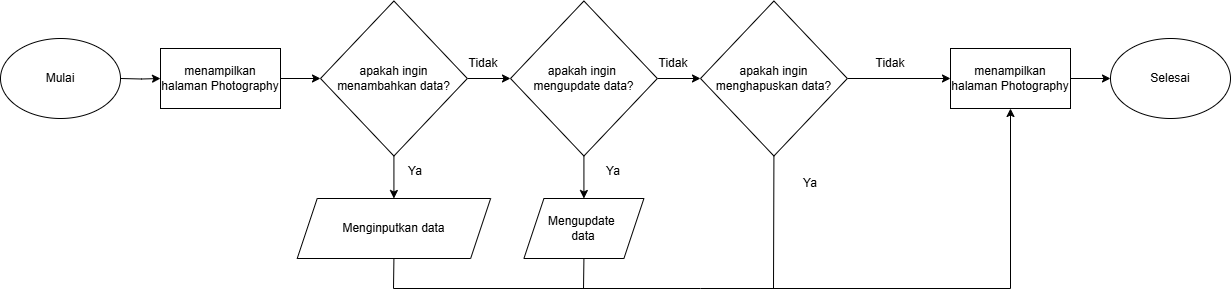 Mulai
menampilkan
halaman Photography
apakah ingin
menambahkan data?
Tidak
apakah ingin
mengupdate data?
Tidak
apakah ingin
menghapuskan data?
Tidak
menampilkan
halaman Photography
Selesai
Ya
Ya
Ya
Menginputkan data
Mengupdate
data